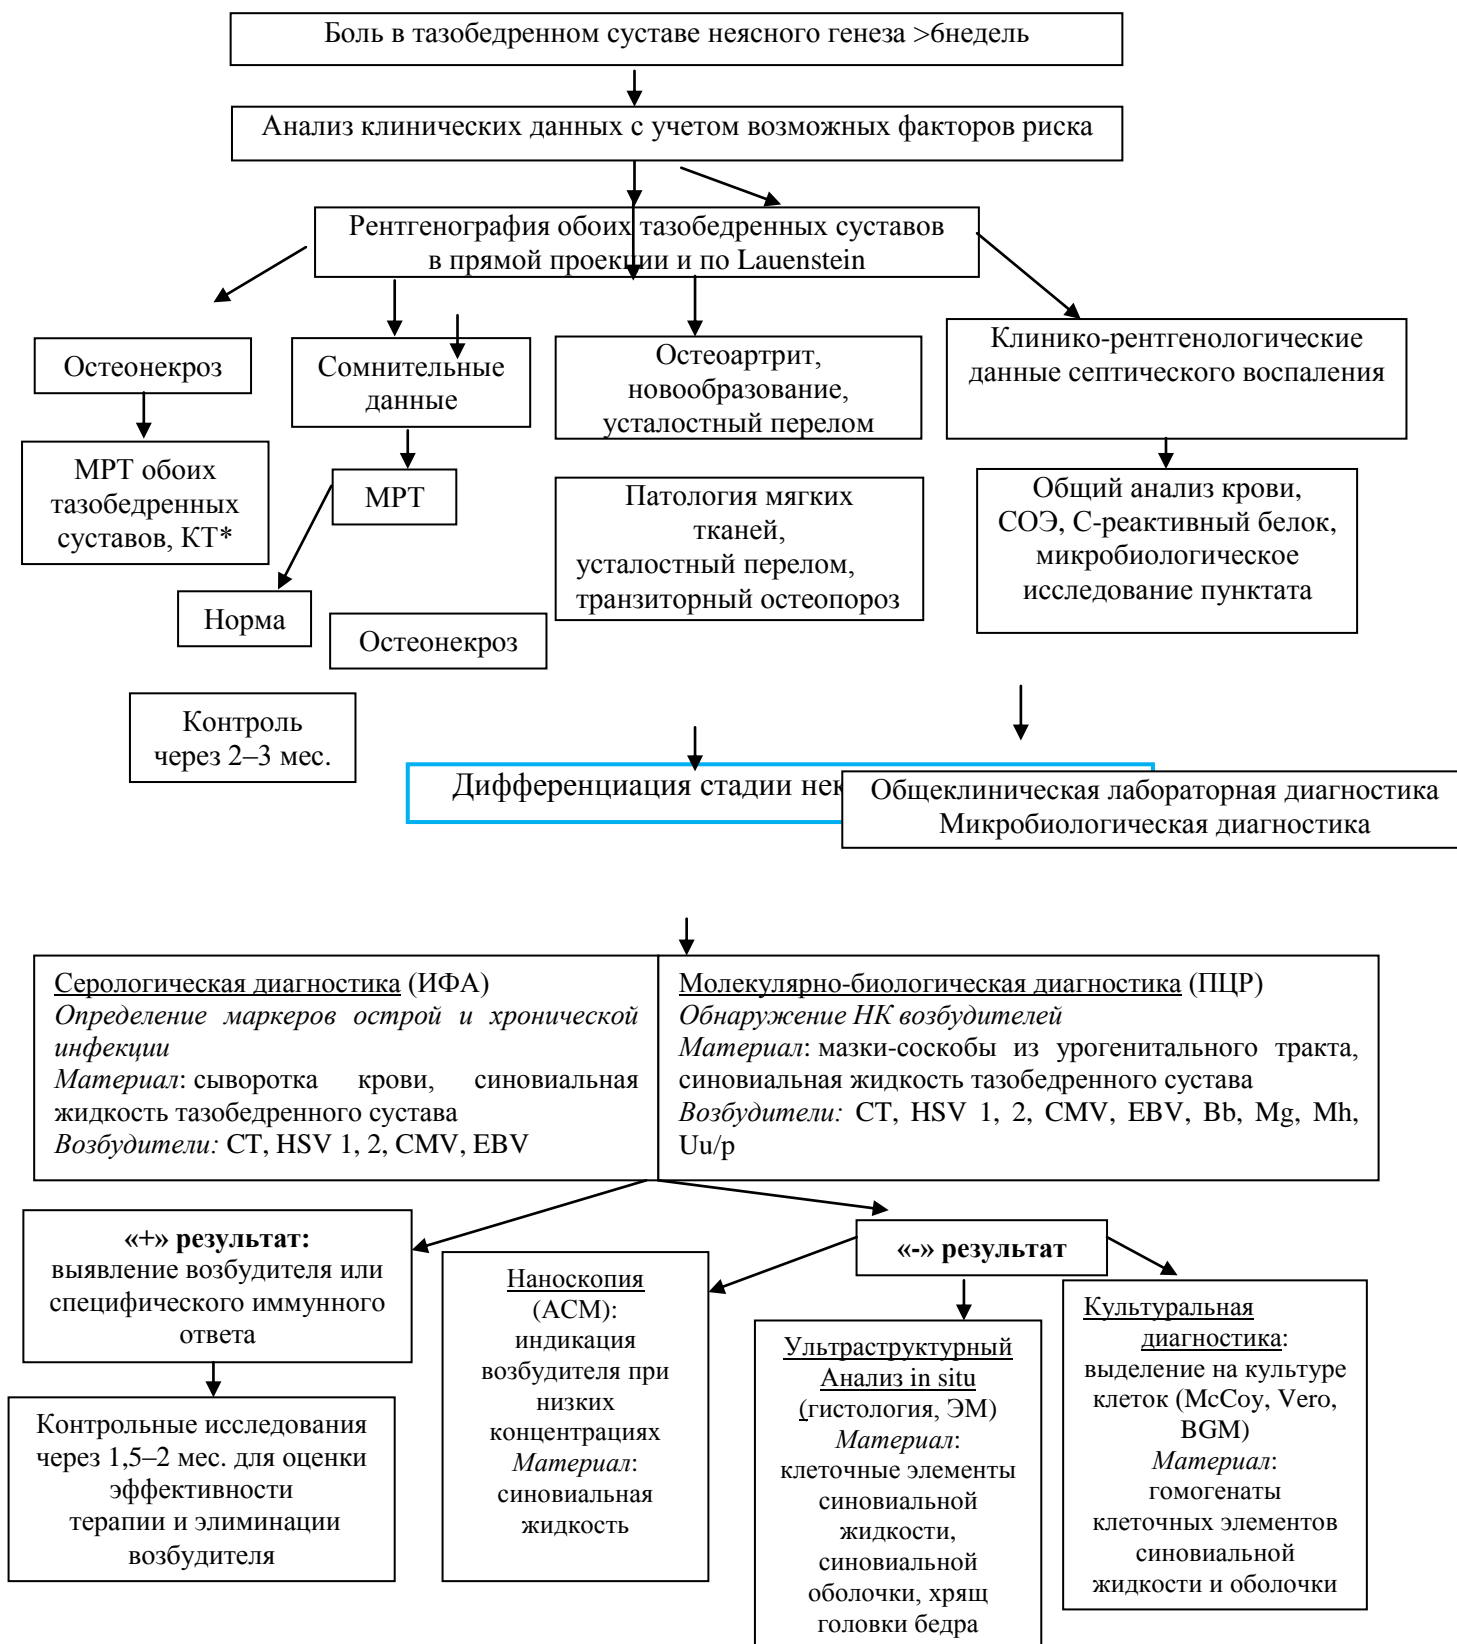 Боль в тазобедренном суставе неясного генеза >6недель
Анализ клинических данных с учетом возможных факторов риска
Рентгенография обоих тазобедренных суставов
в прямой проекции и по Lauenstein
Остеонекроз
Сомнительные
данные
Остеоартрит,
новообразование,
усталостный перелом
Клинико-рентгенологические
данные септического воспаления
МРТ обоих
тазобедренных
суставов, КТ*
МРТ
Патология мягких
тканей,
усталостный перелом,
транзиторный остеопороз
Общий анализ крови,
СОЭ, С-реактивный белок,
микробиологическое
исследование пунктата
Норма
Остеонекроз
Контроль
через 2–3 мес.
Дифференциация стадии
Общеклиническая лабораторная диагностика
Микробиологическая диагностика
Серологическая диагностика (ИФА)
Определение маркеров острой и хронической
инфекции
Материал: сыворотка крови, синовиальная
жидкость тазобедренного сустава
Возбудители: CT, HSV 1, 2, CMV, EBV
Молекулярно-биологическая диагностика (ПЦР)
Обнаружение НК возбудителей
Материал: мазки-соскобы из урогенитального тракта,
синовиальная жидкость тазобедренного сустава
Возбудители: CT, HSV 1, 2, CMV, EBV, Bb, Mg, Mh,
Uu/p
«+» результат:
выявление возбудителя или
специфического иммунного
ответа
Контрольные исследования
через 1,5–2 мес. для оценки
эффективности
терапии и элиминации
возбудителя
«-» результат
Наноскопия
(АСМ):
индикация
возбудителя при
низких
концентрациях
Материал:
синовиальная
жидкость
Ультраструктурный
Анализ in situ
(гистология, ЭМ)
Материал:
клеточные элементы
синовиальной
жидкости,
синовиальной
оболочки, хрящ
головки бедра
Культуральная
диагностика:
выделение на культуре
клеток (McCoy, Vero,
BGM)
Материал:
гомогенаты
клеточных элементов
синовиальной
жидкости и оболочки